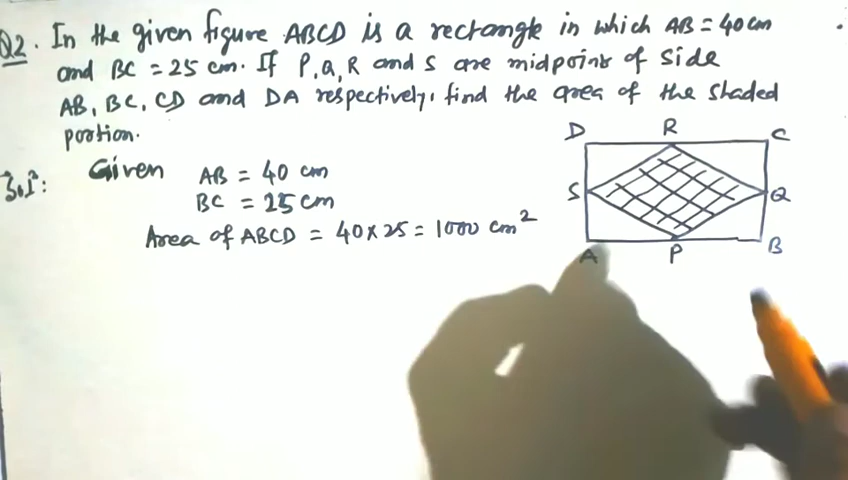 Q2. In the given figure ABCD is a rectangle in which AB = 40 cm
and BC = 25 cm. If P, Q, R and S are midpoint of side
AB, BC, CD and DA respectively, find the area of the shaded
portion.
Sol: Given AB = 40 cm
BC = 25 cm
Area of ABCD = 40 x 25 = 1000 cm²
D R C
S Q
A P B